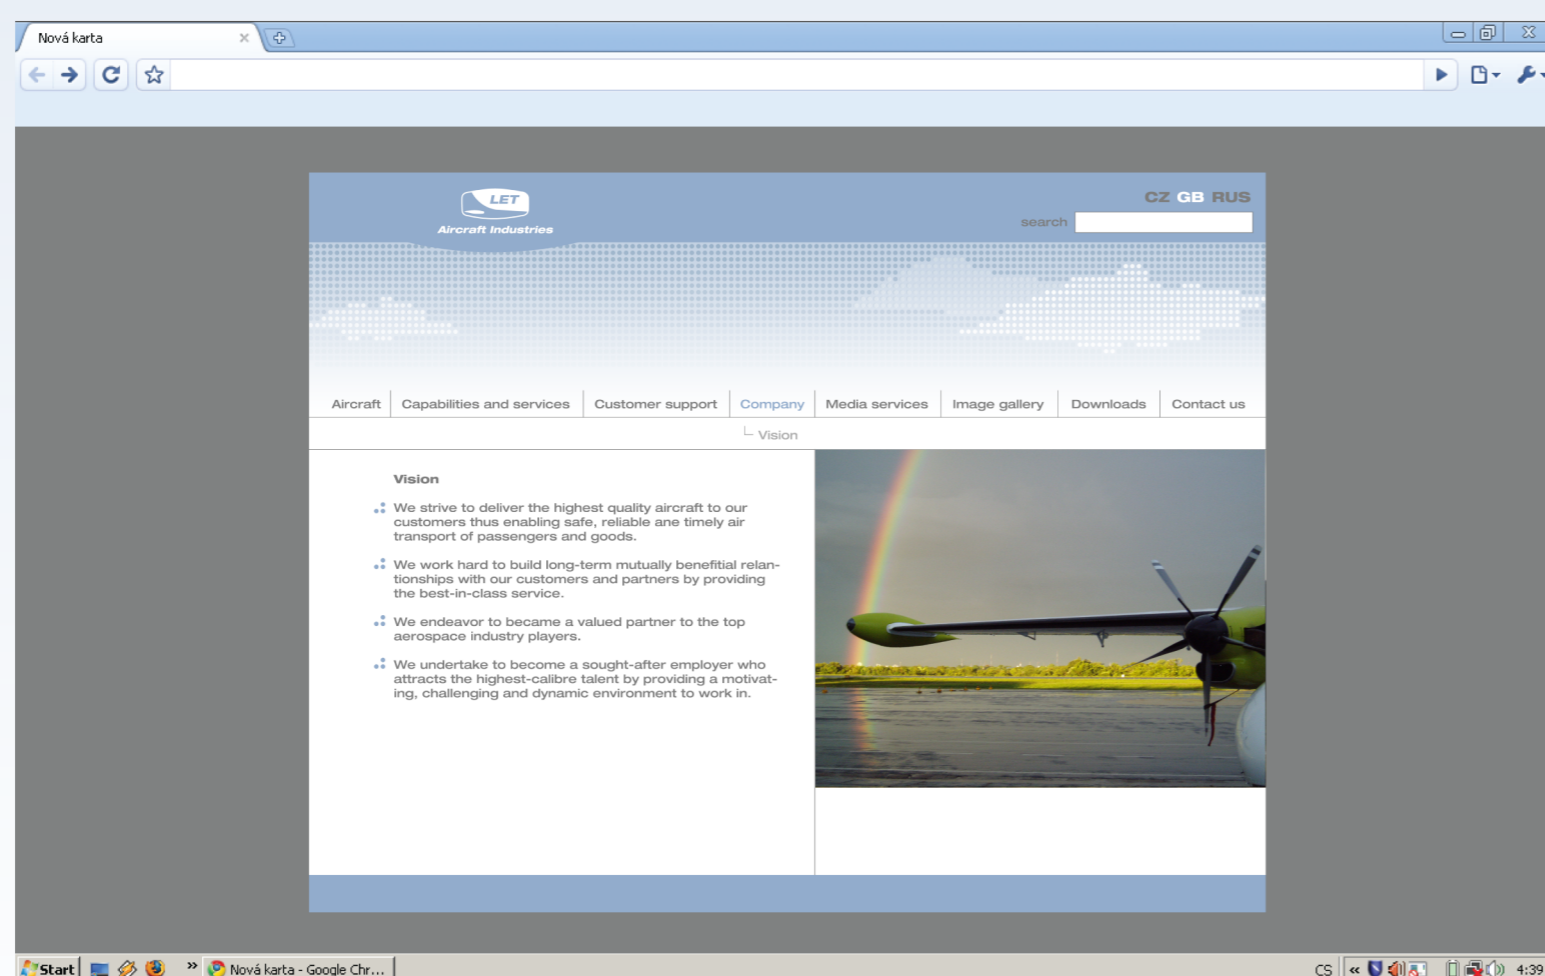 Nová karta
LET
Aircraft Industries
CZ GB RUS
search
Aircraft Capabilities and services Customer support Company Media services Image gallery Downloads Contact us
Vision
Vision
We strive to deliver the highest quality aircraft to our
customers thus enabling safe, reliable ane timely air
transport of passengers and goods.
We work hard to build long-term mutually benefitial relan-
tionships with our customers and partners by providing
the best-in-class service.
We endeavor to became a valued partner to the top
aerospace industry players.
We undertake to become a sought-after employer who
attracts the highest-calibre talent by providing a motivat-
ing, challenging and dynamic environment to work in.
Start » Nová karta - Google Chr... CS « 4:39